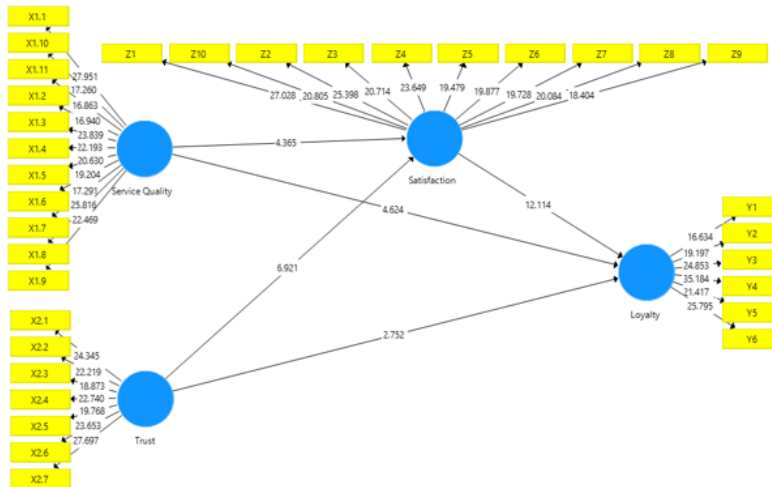 X1.1
X1.10
X1.11
X1.2
X1.3
X1.4
X1.5
X1.6
X1.7
X1.8
X1.9
27.951
17.260
16.863
16.940
23.839
22.193
20.630
19.204
17.291
25.816
22.469
Service Quality
Z1
Z10
Z2
Z3
Z4
Z5
Z6
Z7
Z8
Z9
27.028
20.805
25.398
20.714
23.649
19.479
19.877
19.728
20.084
18.404
Satisfaction
4.365
4.624
12.114
6.921
2.752
Y1
Y2
Y3
Y4
Y5
Y6
16.634
19.197
24.853
35.184
21.417
25.795
Loyalty
X2.1
X2.2
X2.3
X2.4
X2.5
X2.6
X2.7
24.345
22.219
18.873
22.740
19.768
23.653
27.697
Trust